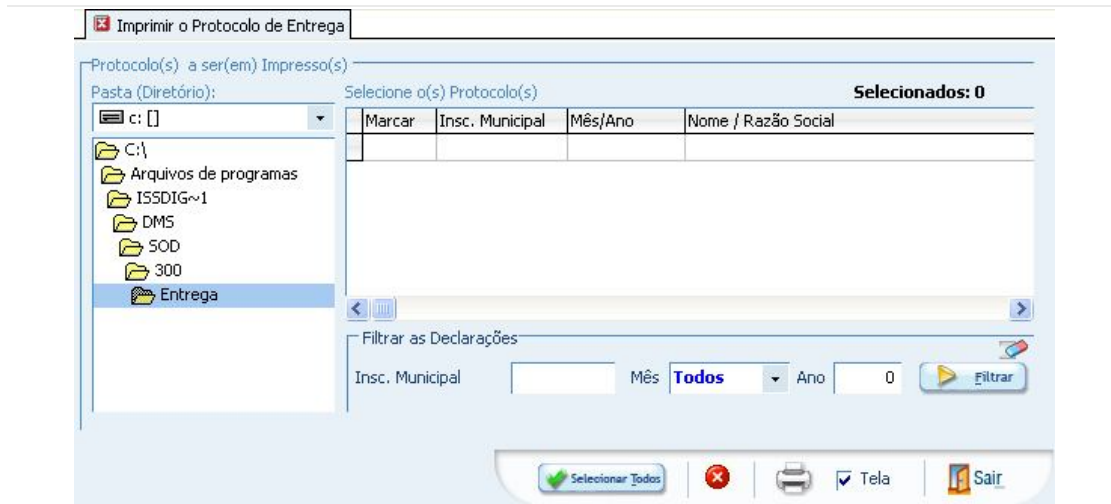 Imprimir o Protocolo de Entrega
Protocolo(s) a ser(em) Impresso(s)
Pasta (Diretório):
c: []
C:\
Arquivos de programas
ISSDIG~1
DMS
SOD
300
Entrega
Selecione o(s) Protocolo(s)
Selecionados: 0
Marcar Insc. Municipal Mês/Ano Nome / Razão Social
Filtrar as Declarações
Insc. Municipal Mês Todos Ano 0 Filtrar
Selecionar Todos Tela Sair